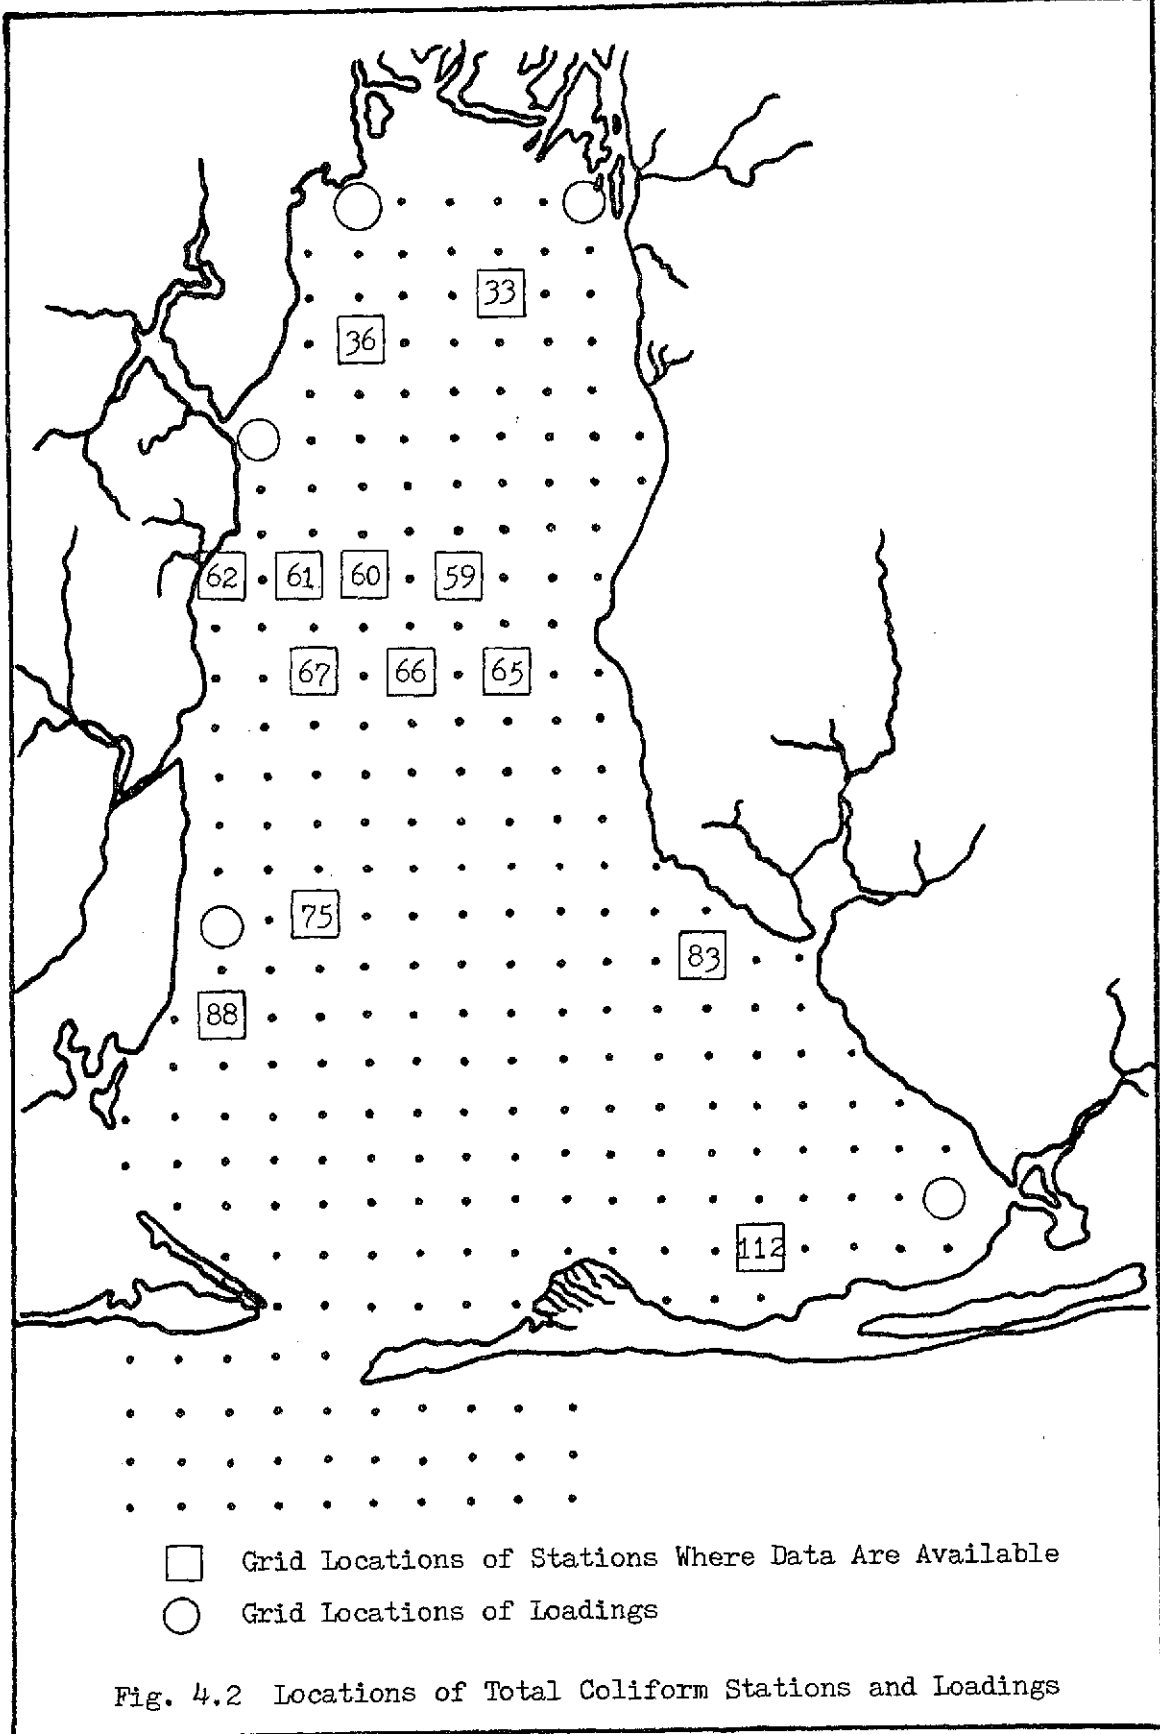 33
36
62 61 60 59
67 66 65
75
83
88
112
Grid Locations of Stations Where Data Are Available
Grid Locations of Loadings
Fig. 4.2 Locations of Total Coliform Stations and Loadings